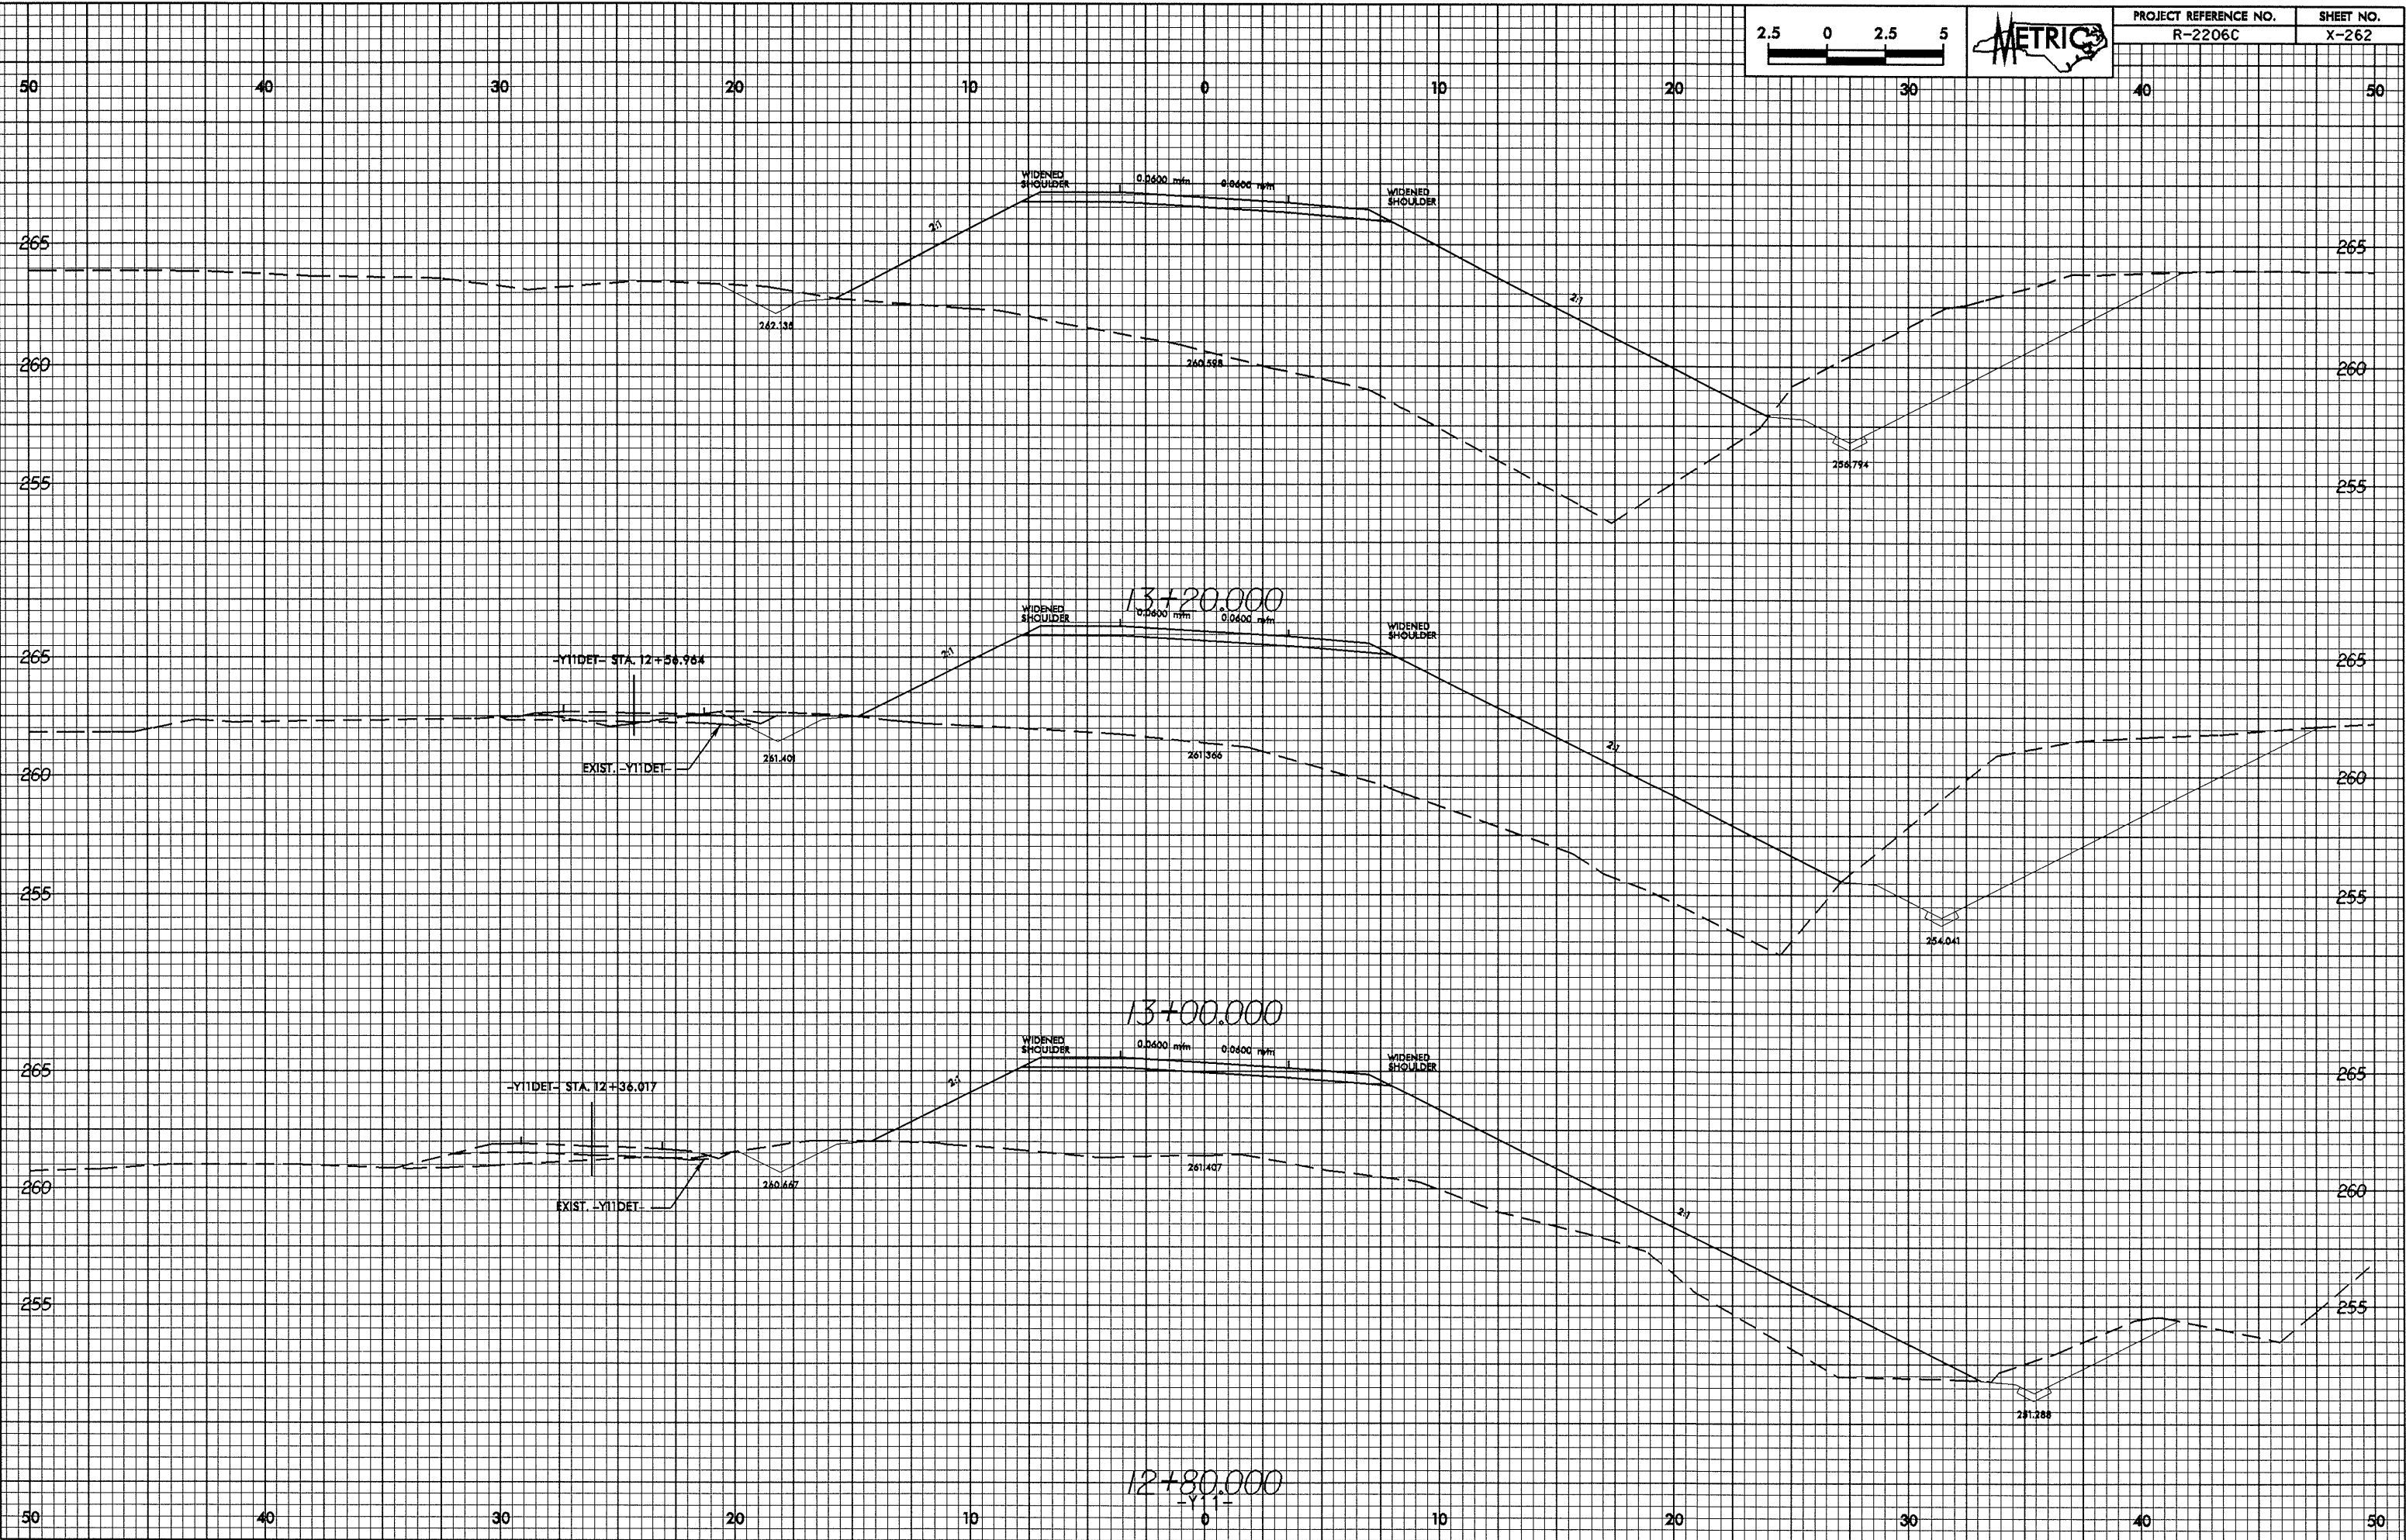 PROJECT REFERENCE NO. SHEET NO.
R-2206C X-262
2.5 0 2.5 5
METRIC
50 40 30 20 10 0 10 20 30 40 50
WIDENED
SHOULDER
0.0600 m/m 0.0600 m/m
WIDENED
SHOULDER
2:1
265 265
2:1
262.135
260.598
260 260
256.794
255 255
13+20.000
WIDENED
SHOULDER
0.0600 m/m 0.0600 m/m
WIDENED
SHOULDER
2:1
265 265
-Y11DET- STA. 12+56.964
2:1
261.401
261.366
EXIST. -Y11DET-
260 260
255 255
254.041
13+00.000
WIDENED
SHOULDER
0.0600 m/m 0.0600 m/m
WIDENED
SHOULDER
265 265
2:1
-Y11DET- STA. 12+36.017
261.407
260.667
260 260
EXIST. -Y11DET-
2:1
255 255
251.288
12+80.000
-Y11-
50 40 30 20 10 0 10 20 30 40 50